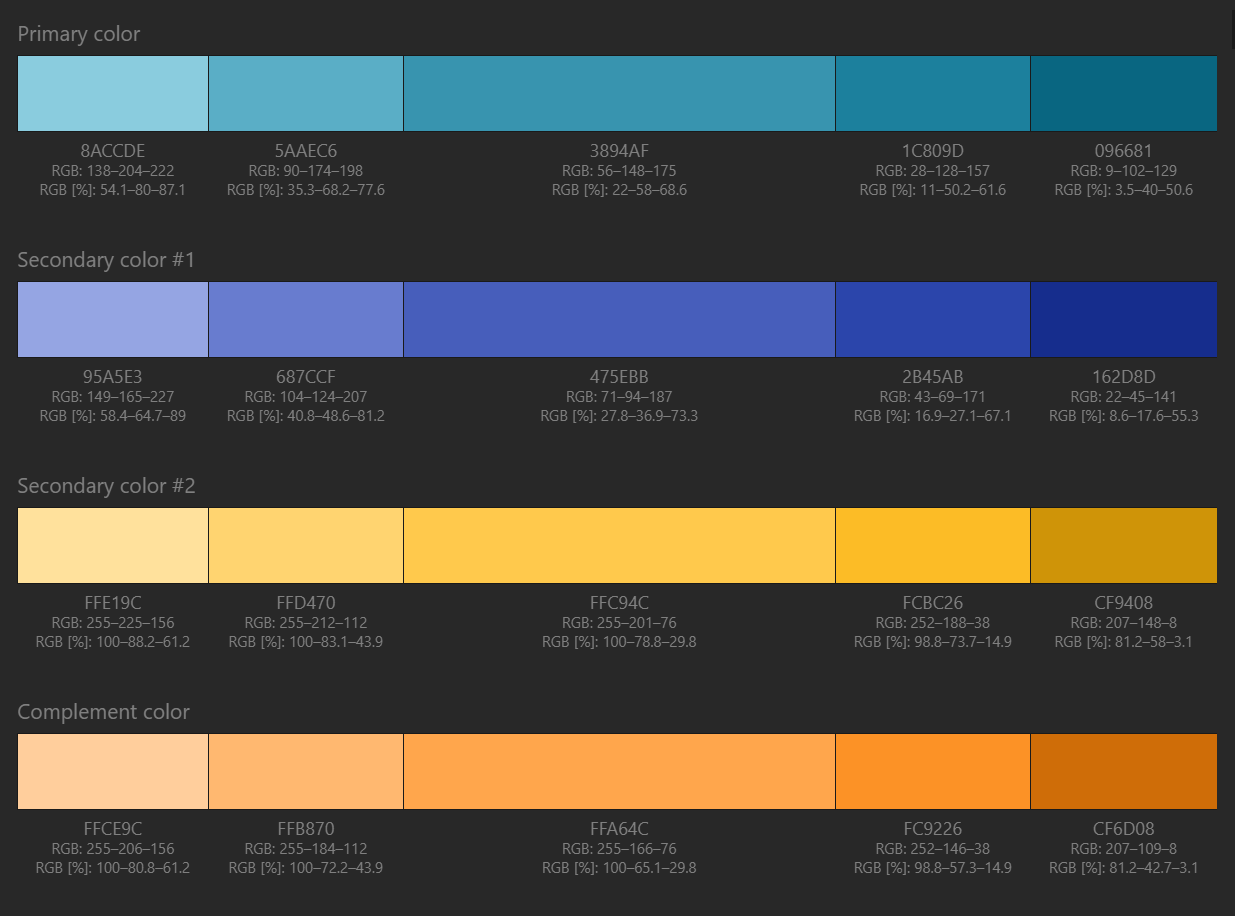 Primary color
8ACCDE 5AAEC6 3894AF 1C809D 096681
RGB: 138–204–222 RGB: 90–174–198 RGB: 56–148–175 RGB: 28–128–157 RGB: 9–102–129
RGB [%]: 54.1–80–87.1 RGB [%]: 35.3–68.2–77.6 RGB [%]: 22–58–68.6 RGB [%]: 11–50.2–61.6 RGB [%]: 3.5–40–50.6
Secondary color #1
95A5E3 687CCF 475EBB 2B45AB 162D8D
RGB: 149–165–227 RGB: 104–124–207 RGB: 71–94–187 RGB: 43–69–171 RGB: 22–45–141
RGB [%]: 58.4–64.7–89 RGB [%]: 40.8–48.6–81.2 RGB [%]: 27.8–36.9–73.3 RGB [%]: 16.9–27.1–67.1 RGB [%]: 8.6–17.6–55.3
Secondary color #2
FFE19C FFD470 FFC94C FCBC26 CF9408
RGB: 255–225–156 RGB: 255–212–112 RGB: 255–201–76 RGB: 252–188–38 RGB: 207–148–8
RGB [%]: 100–88.2–61.2 RGB [%]: 100–83.1–43.9 RGB [%]: 100–78.8–29.8 RGB [%]: 98.8–73.7–14.9 RGB [%]: 81.2–58–3.1
Complement color
FFCE9C FFB870 FFA64C FC9226 CF6D08
RGB: 255–206–156 RGB: 255–184–112 RGB: 255–166–76 RGB: 252–146–38 RGB: 207–109–8
RGB [%]: 100–80.8–61.2 RGB [%]: 100–72.2–43.9 RGB [%]: 100–65.1–29.8 RGB [%]: 98.8–57.3–14.9 RGB [%]: 81.2–42.7–3.1